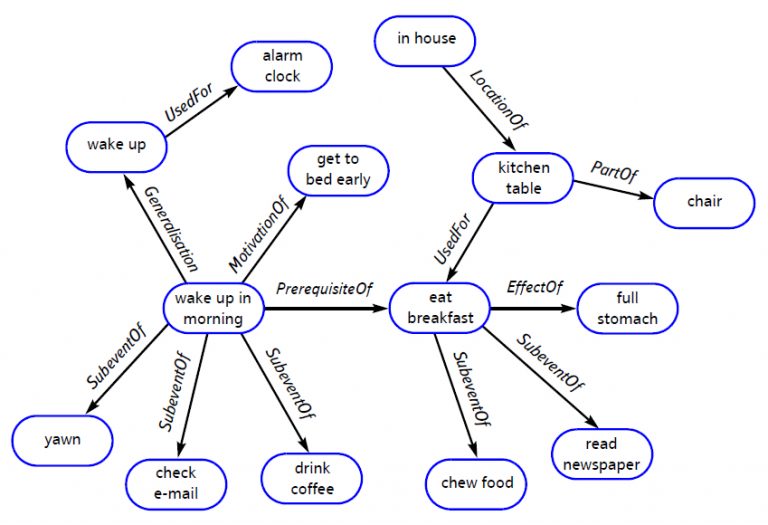 in house
alarm
clock
UsedFor
LocationOf
wake up
get to
bed early
kitchen
table
PartOf
chair
Generalisation
MotivationOf
UsedFor
wake up in
morning
PrerequisiteOf
eat
breakfast
EffectOf
full
stomach
SubeventOf
SubeventOf
SubeventOf
SubeventOf
SubeventOf
yawn
check
e-mail
drink
coffee
chew food
read
newspaper